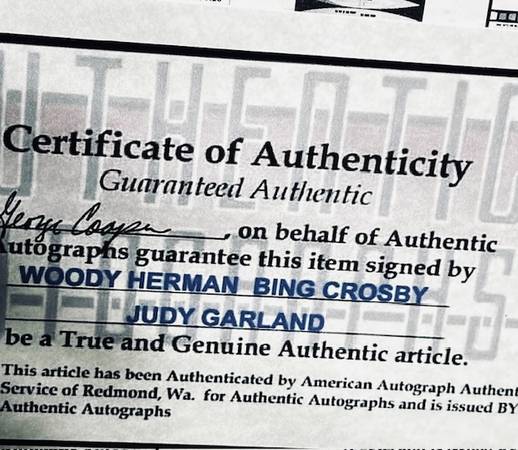 Certificate of Authenticity
Guaranteed Authentic
George Cooper, on behalf of Authentic
Autographs guarantee this item signed by
WOODY HERMAN BING CROSBY
JUDY GARLAND
be a True and Genuine Authentic article.
This article has been Authenticated by American Autograph Authent
Service of Redmond, Wa. for Authentic Autographs and is issued BY
Authentic Autographs